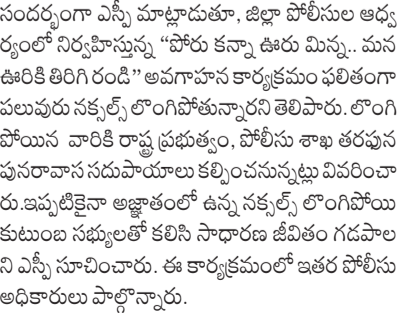 సందర్భంగా ఎస్పీ మాట్లాడుతూ, జిల్లా పోలీసుల ఆధ్వ
ర్యంలో నిర్వహిస్తున్న “పోరు కన్నా ఊరు మిన్న.. మన
ఊరికి తిరిగి రండి” అవగాహన కార్యక్రమం ఫలితంగా
పలువురు నక్సల్స్ లొంగిపోతున్నారని తెలిపారు. లొంగి
పోయిన వారికి రాష్ట్ర ప్రభుత్వం, పోలీసు శాఖ తరఫున
పునరావాస సదుపాయాలు కల్పించనున్నట్లు వివరించా
రు.ఇప్పటికైనా అజ్ఞాతంలో ఉన్న నక్సల్స్ లొంగిపోయి
కుటుంబ సభ్యులతో కలిసి సాధారణ జీవితం గడపాల
ని ఎస్పీ సూచించారు. ఈ కార్యక్రమంలో ఇతర పోలీసు
అధికారులు పాల్గొన్నారు.